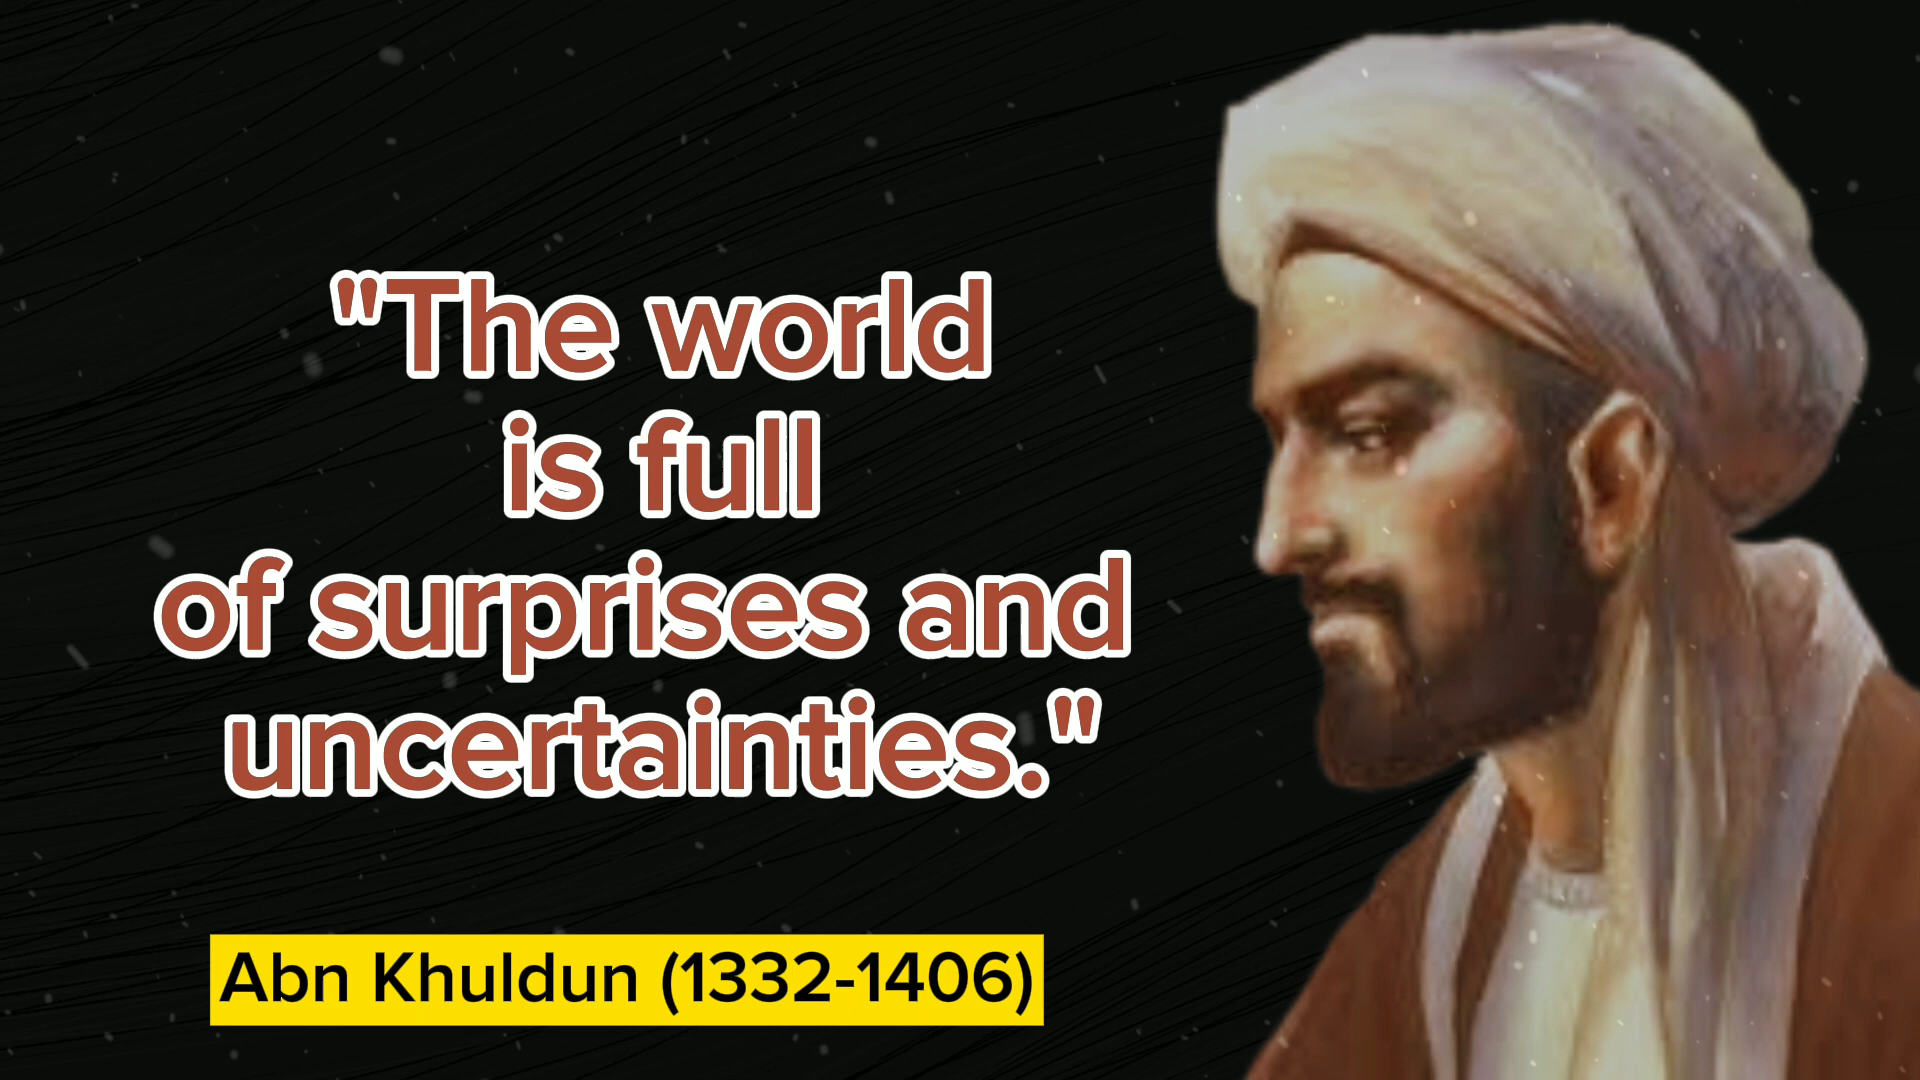 "The world
is full
of surprises and
uncertainties."
Abn Khuldun (1332-1406)